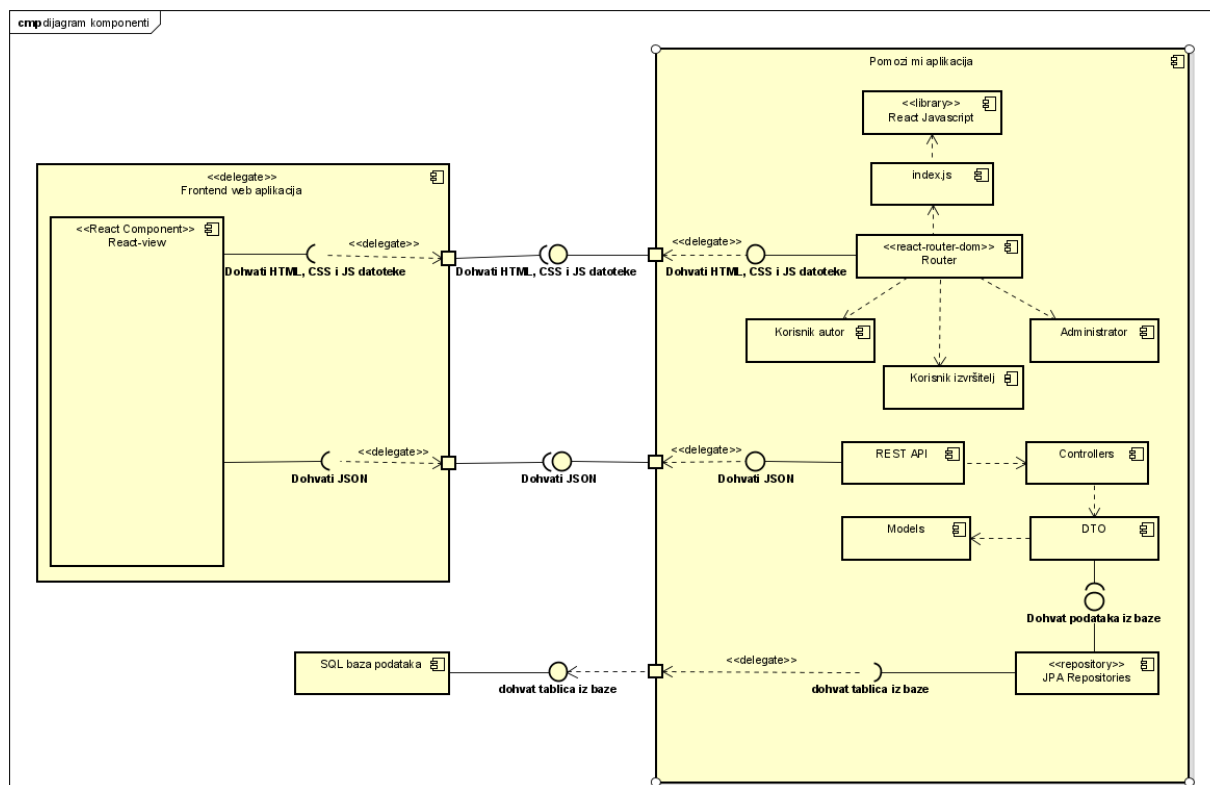 cmp dijagram komponenti
Pomozi mi aplikacija
<<library>>
React Javascript
index.js
<<delegate>>
Frontend web aplikacija
<<React Component>>
React-view
<<delegate>>
Dohvati HTML, CSS i JS datoteke
Dohvati HTML, CSS i JS datoteke
<<delegate>>
Dohvati HTML, CSS i JS datoteke
<<react-router-dom>>
Router
Korisnik autor
Korisnik izvršitelj
Administrator
<<delegate>>
Dohvati JSON
Dohvati JSON
<<delegate>>
Dohvati JSON
REST API
Controllers
Models
DTO
Dohvat podataka iz baze
SQL baza podataka
dohvat tablica iz baze
<<delegate>>
dohvat tablica iz baze
<<repository>>
JPA Repositories